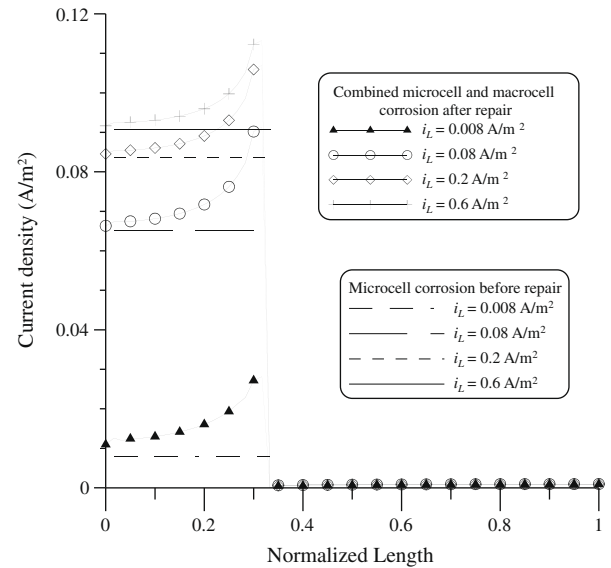 0.12
0.08
0.04
0
Current density (A/m²)
0
0.2
0.4
0.6
0.8
1
Normalized Length
Combined microcell and macrocell
corrosion after repair
i_L = 0.008 A/m²
i_L = 0.08 A/m²
i_L = 0.2 A/m²
i_L = 0.6 A/m²
Microcell corrosion before repair
i_L = 0.008 A/m²
i_L = 0.08 A/m²
i_L = 0.2 A/m²
i_L = 0.6 A/m²